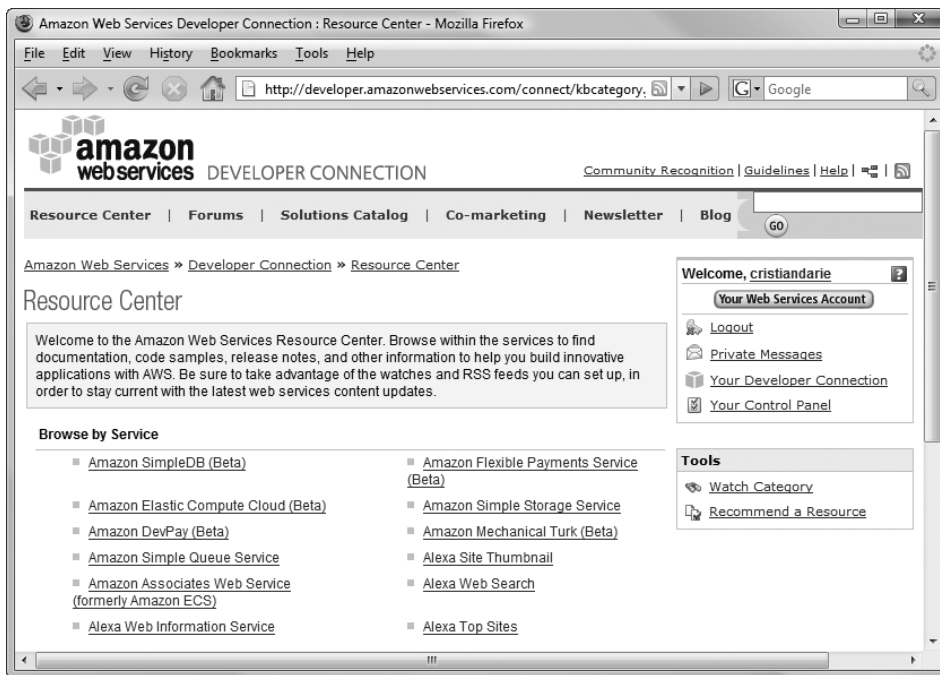 Amazon Web Services Developer Connection : Resource Center - Mozilla Firefox
File Edit View History Bookmarks Tools Help
http://developer.amazonwebservices.com/connect/kbcategory. G Google
amazon
webservices DEVELOPER CONNECTION
Community Recognition | Guidelines | Help | |
Resource Center | Forums | Solutions Catalog | Co-marketing | Newsletter | Blog
GO
Amazon Web Services » Developer Connection » Resource Center
Resource Center
Welcome to the Amazon Web Services Resource Center. Browse within the services to find
documentation, code samples, release notes, and other information to help you build innovative
applications with AWS. Be sure to take advantage of the watches and RSS feeds you can set up, in
order to stay current with the latest web services content updates.
Browse by Service
Amazon SimpleDB (Beta)
Amazon Elastic Compute Cloud (Beta)
Amazon DevPay (Beta)
Amazon Simple Queue Service
Amazon Associates Web Service
(formerly Amazon ECS)
Alexa Web Information Service
Amazon Flexible Payments Service
(Beta)
Amazon Simple Storage Service
Amazon Mechanical Turk (Beta)
Alexa Site Thumbnail
Alexa Web Search
Alexa Top Sites
Welcome, cristiandarie ?
Your Web Services Account
Logout
Private Messages
Your Developer Connection
Your Control Panel
Tools
Watch Category
Recommend a Resource